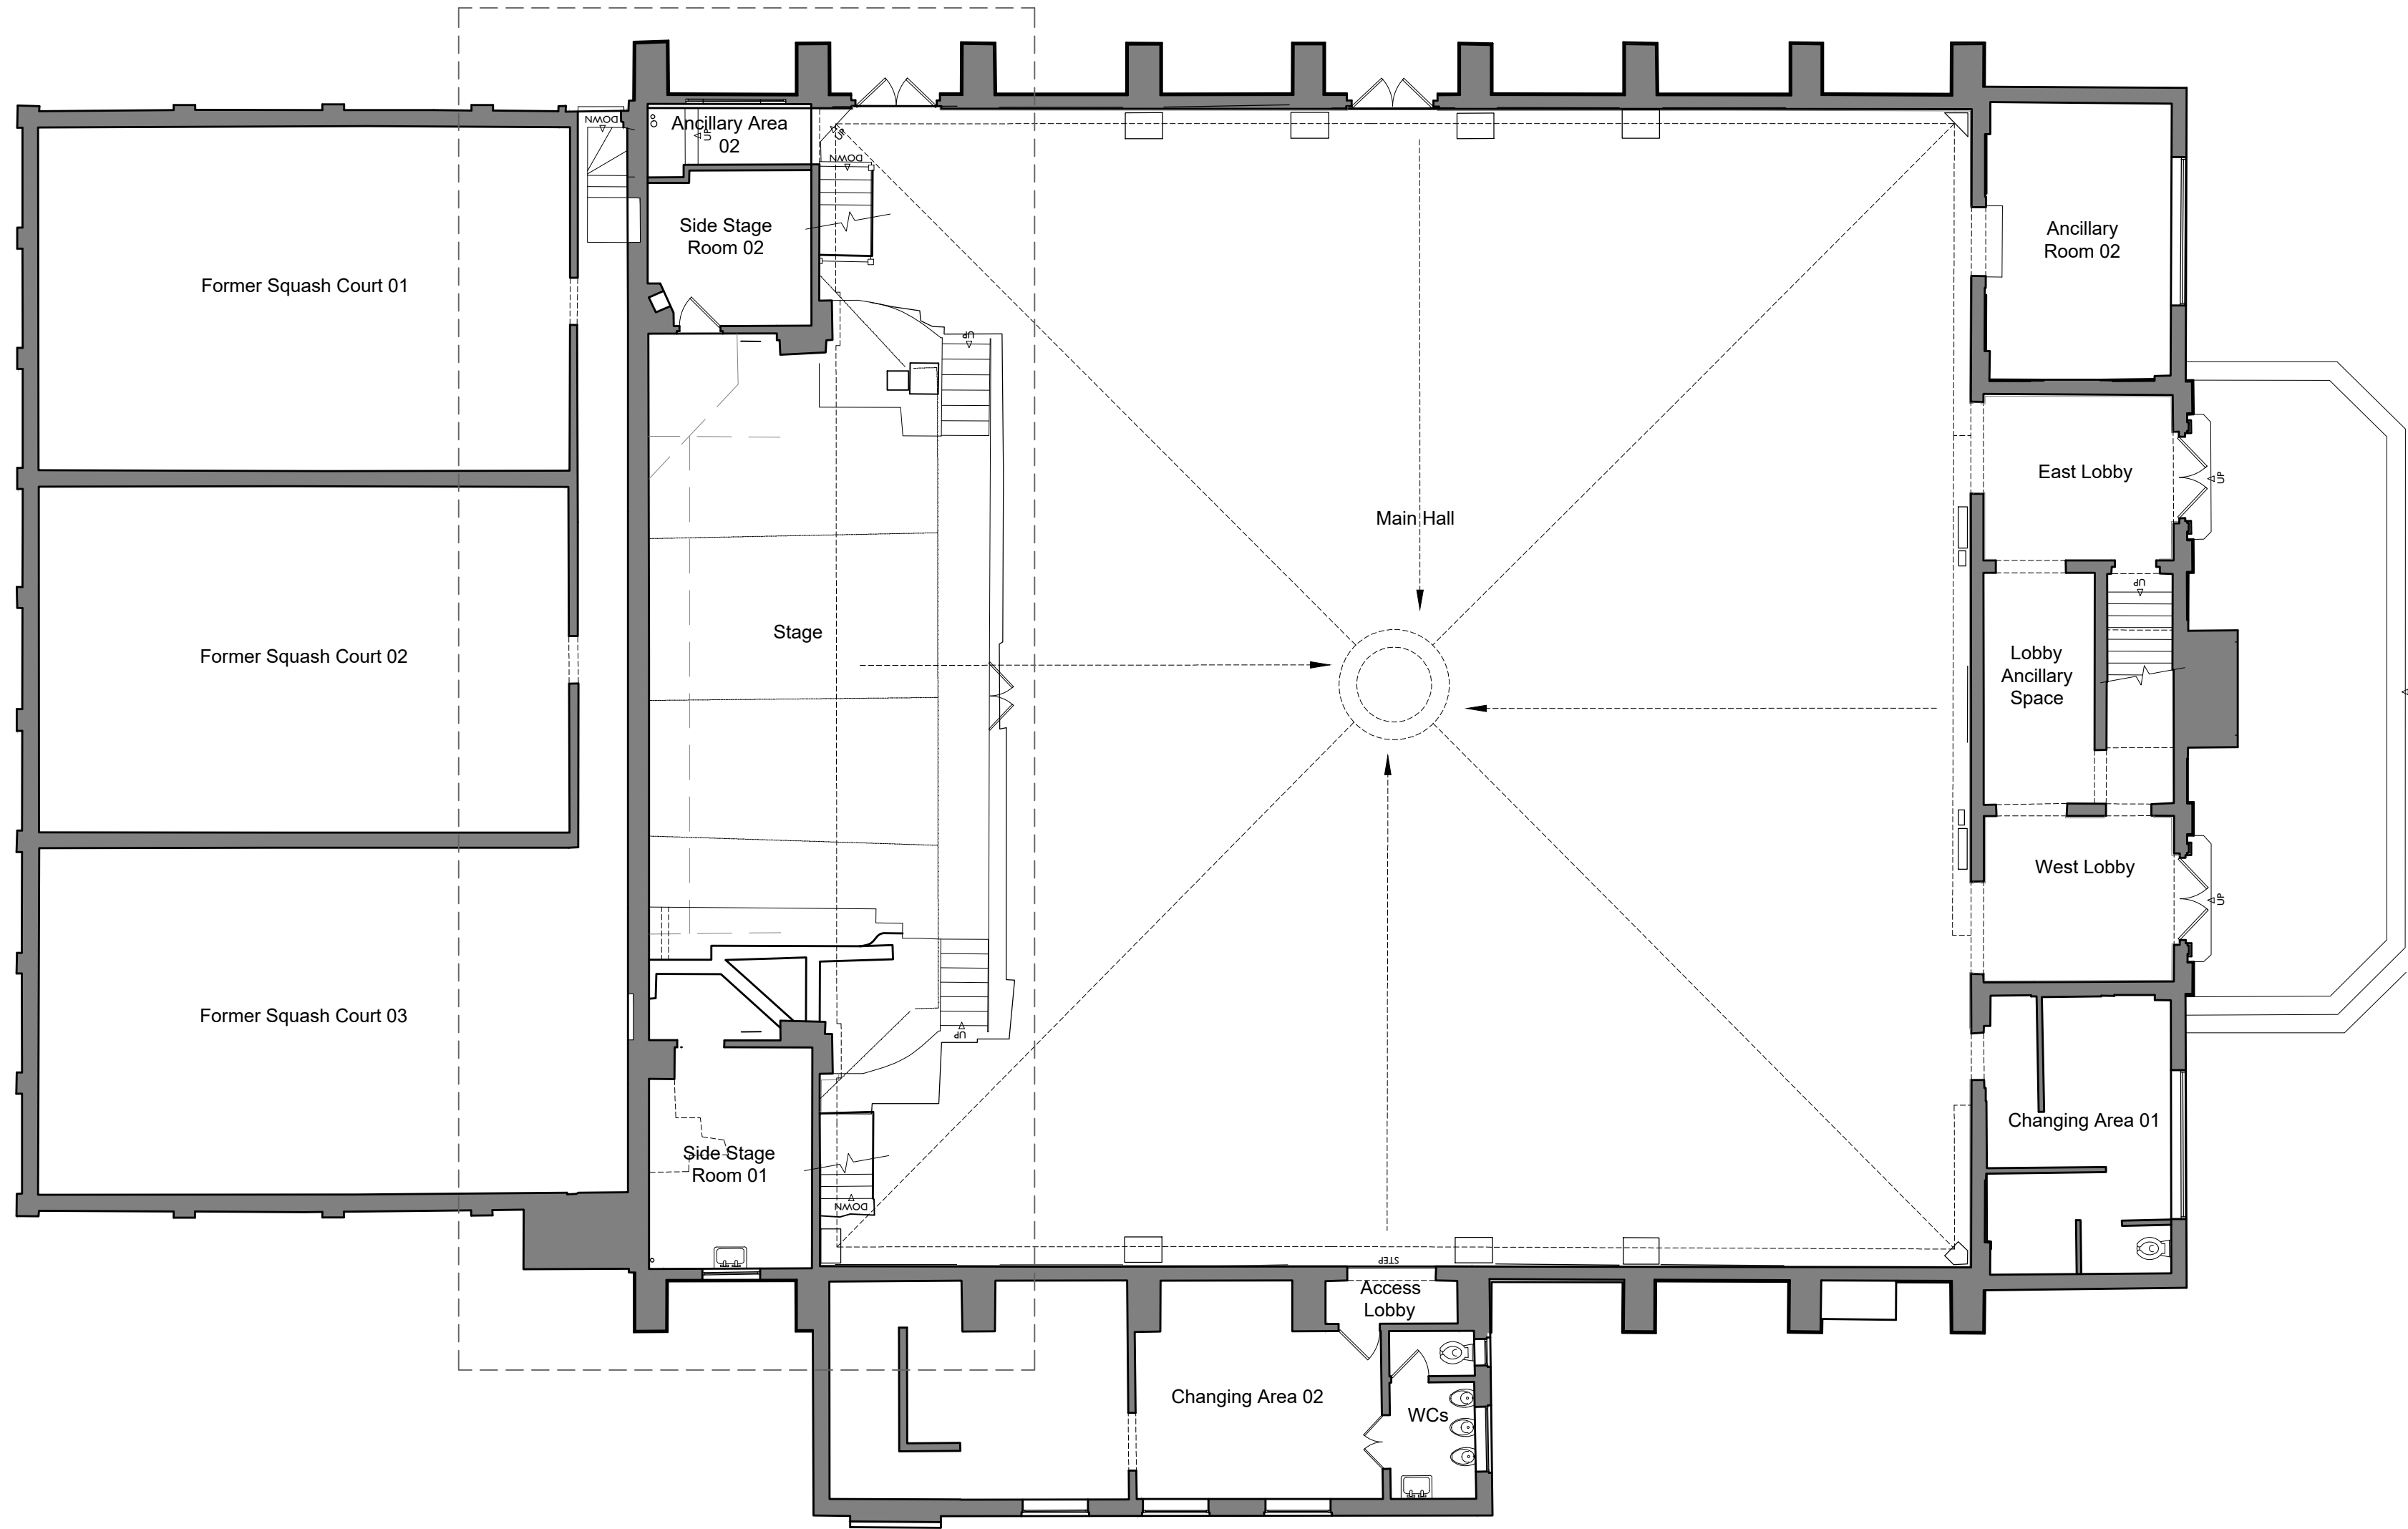 DOWN
Ancillary Area
02
UP
UP
DOWN
Side Stage
Room 02
Ancillary
Room 02
Former Squash Court 01
UP
East Lobby
UP
Main Hall
UP
Stage
Former Squash Court 02
Lobby
Ancillary
Space
West Lobby
UP
Former Squash Court 03
UP
Changing Area 01
Side Stage
Room 01
DOWN
STEP
Access
Lobby
Changing Area 02
WCs